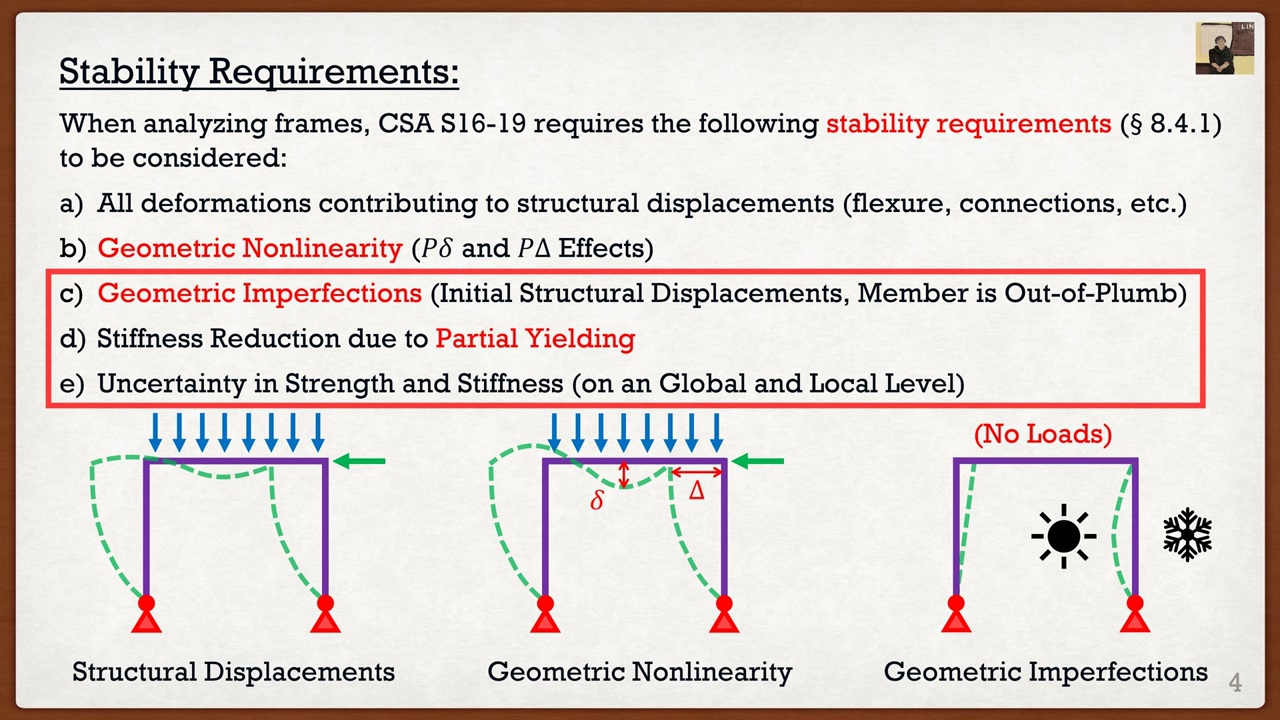 LIN
Stability Requirements:
When analyzing frames, CSA S16-19 requires the following stability requirements (§ 8.4.1)
to be considered:
a) All deformations contributing to structural displacements (flexure, connections, etc.)
b) Geometric Nonlinearity (𝑃𝛿 and 𝑃Δ Effects)
c) Geometric Imperfections (Initial Structural Displacements, Member is Out-of-Plumb)
d) Stiffness Reduction due to Partial Yielding
e) Uncertainty in Strength and Stiffness (on an Global and Local Level)
(No Loads)
𝛿
Δ
Structural Displacements
Geometric Nonlinearity
Geometric Imperfections
4